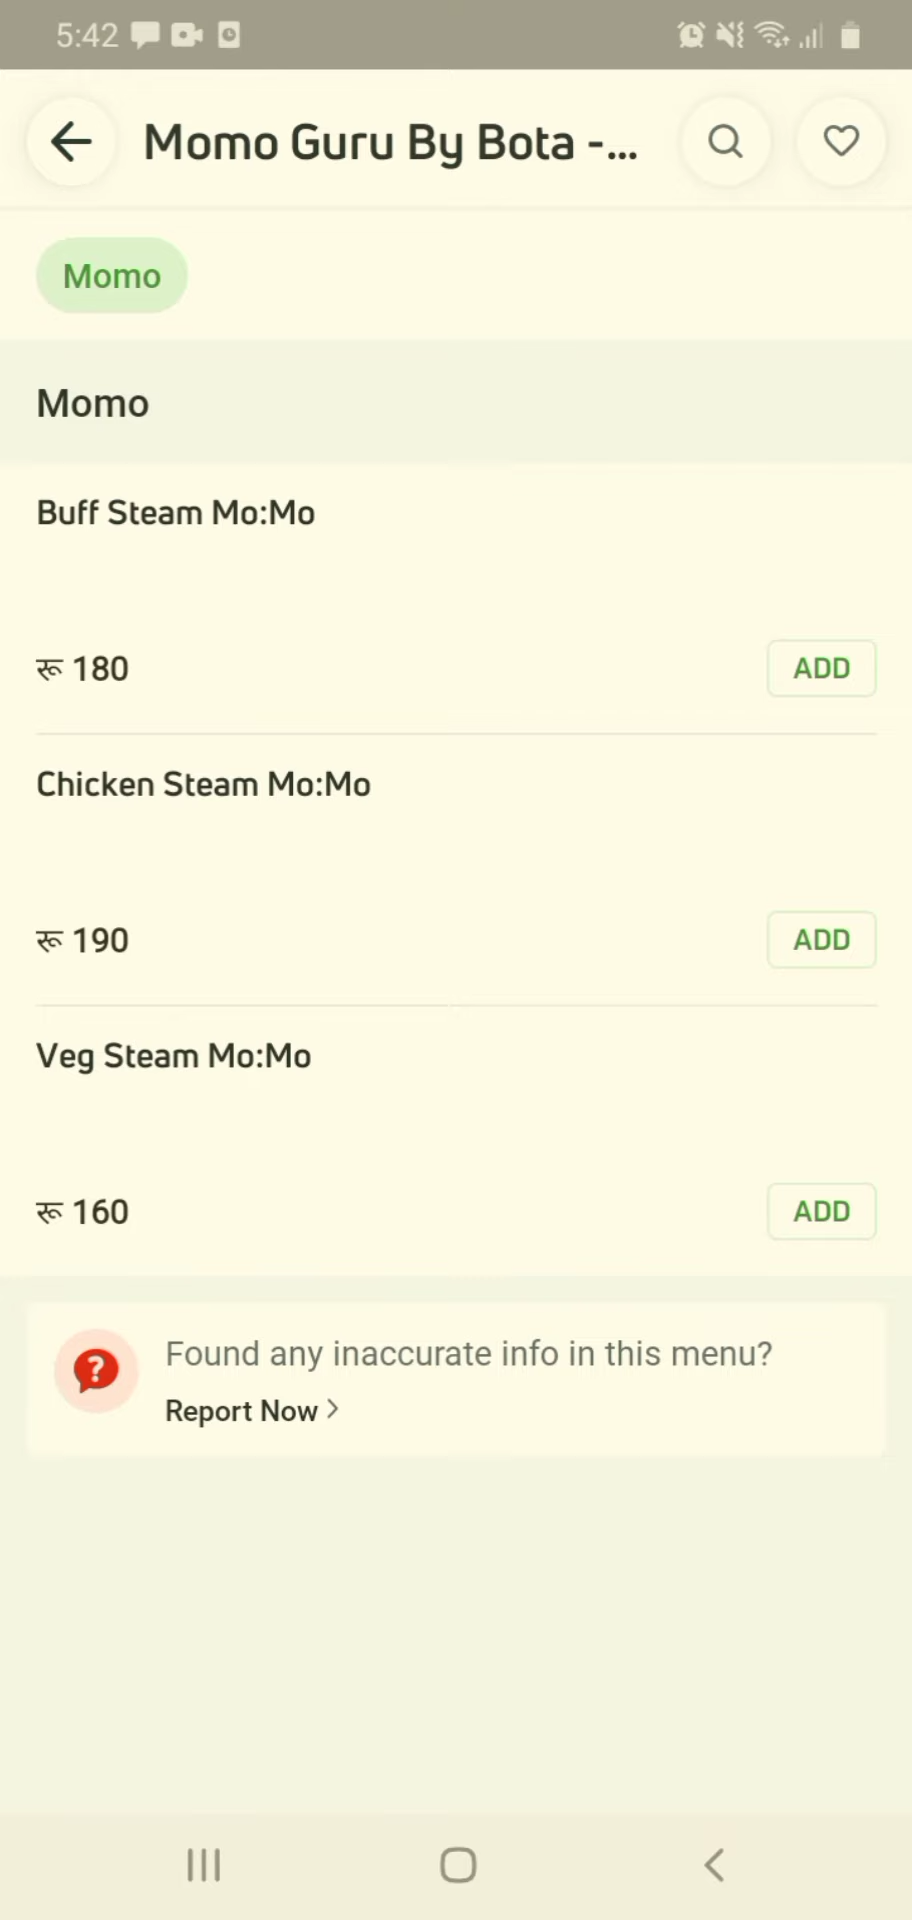 5:42
Momo Guru By Bota -...
Momo
Momo
Buff Steam Mo:Mo
रू 180
ADD
Chicken Steam Mo:Mo
रू 190
ADD
Veg Steam Mo:Mo
रू 160
ADD
Found any inaccurate info in this menu?
Report Now >